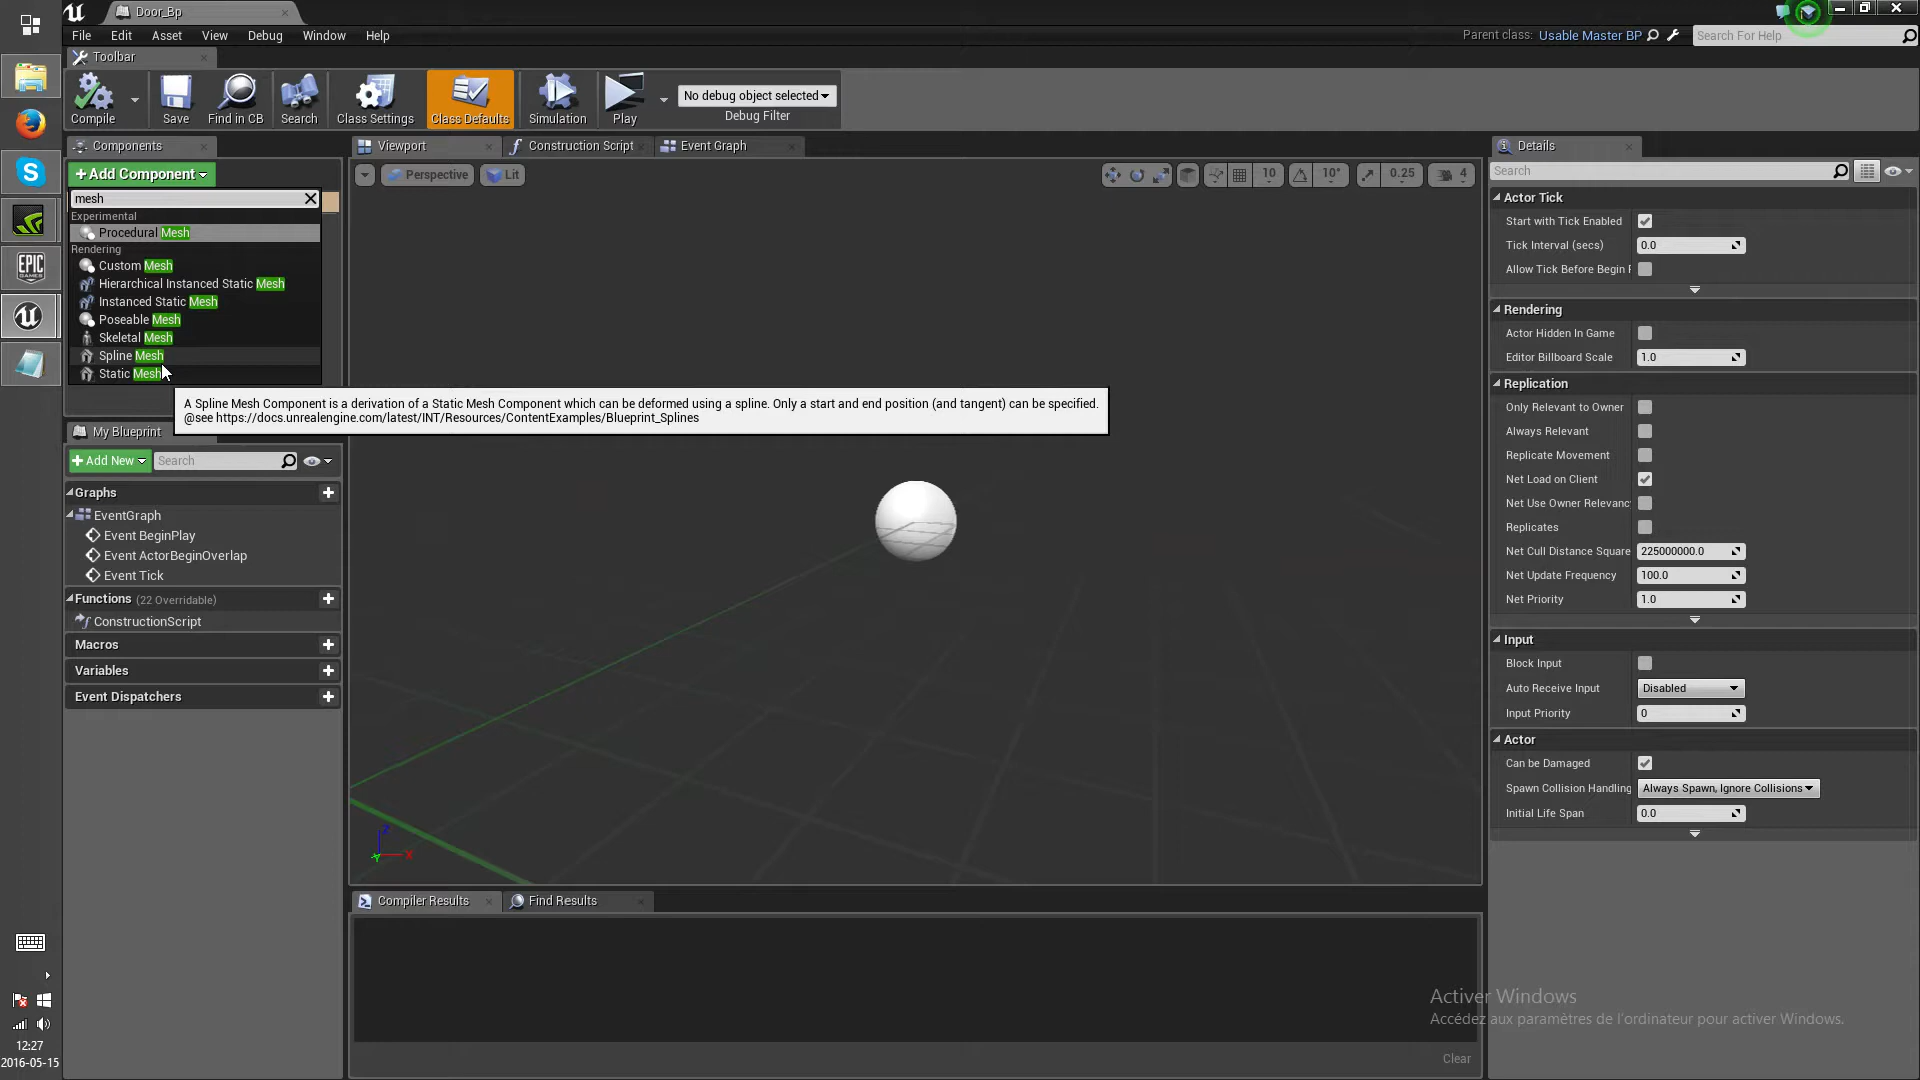 Door_Bp
File Edit Asset View Debug Window Help
Parent class: Usable Master BP
Search For Help
Toolbar
Compile
Save
Find in CB
Search
Class Settings
Class Defaults
Simulation
Play
No debug object selected
Debug Filter
Components
+ Add Component
mesh
Experimental
Procedural Mesh
Rendering
Custom Mesh
Hierarchical Instanced Static Mesh
Instanced Static Mesh
Poseable Mesh
Skeletal Mesh
Spline Mesh
Static Mesh
A Spline Mesh Component is a derivation of a Static Mesh Component which can be deformed using a spline. Only a start and end position (and tangent) can be specified.
@see https://docs.unrealengine.com/latest/INT/Resources/ContentExamples/Blueprint_Splines
My Blueprint
+ Add New
Search
Graphs
EventGraph
Event BeginPlay
Event ActorBeginOverlap
Event Tick
Functions (22 Overridable)
ConstructionScript
Macros
Variables
Event Dispatchers
Viewport
Construction Script
Event Graph
Perspective
Lit
10
10°
0.25
4
Z
Y
X
Compiler Results
Find Results
Clear
Details
Search
Actor Tick
Start with Tick Enabled
Tick Interval (secs) 0.0
Allow Tick Before Begin
Rendering
Actor Hidden In Game
Editor Billboard Scale 1.0
Replication
Only Relevant to Owner
Always Relevant
Replicate Movement
Net Load on Client
Net Use Owner Relevanc
Replicates
Net Cull Distance Square 225000000.0
Net Update Frequency 100.0
Net Priority 1.0
Input
Block Input
Auto Receive Input Disabled
Input Priority 0
Actor
Can be Damaged
Spawn Collision Handling Always Spawn, Ignore Collisions
Initial Life Span 0.0
Activer Windows
Accédez aux paramètres de l'ordinateur pour activer Windows.
EPIC
GAMES
12:27
2016-05-15